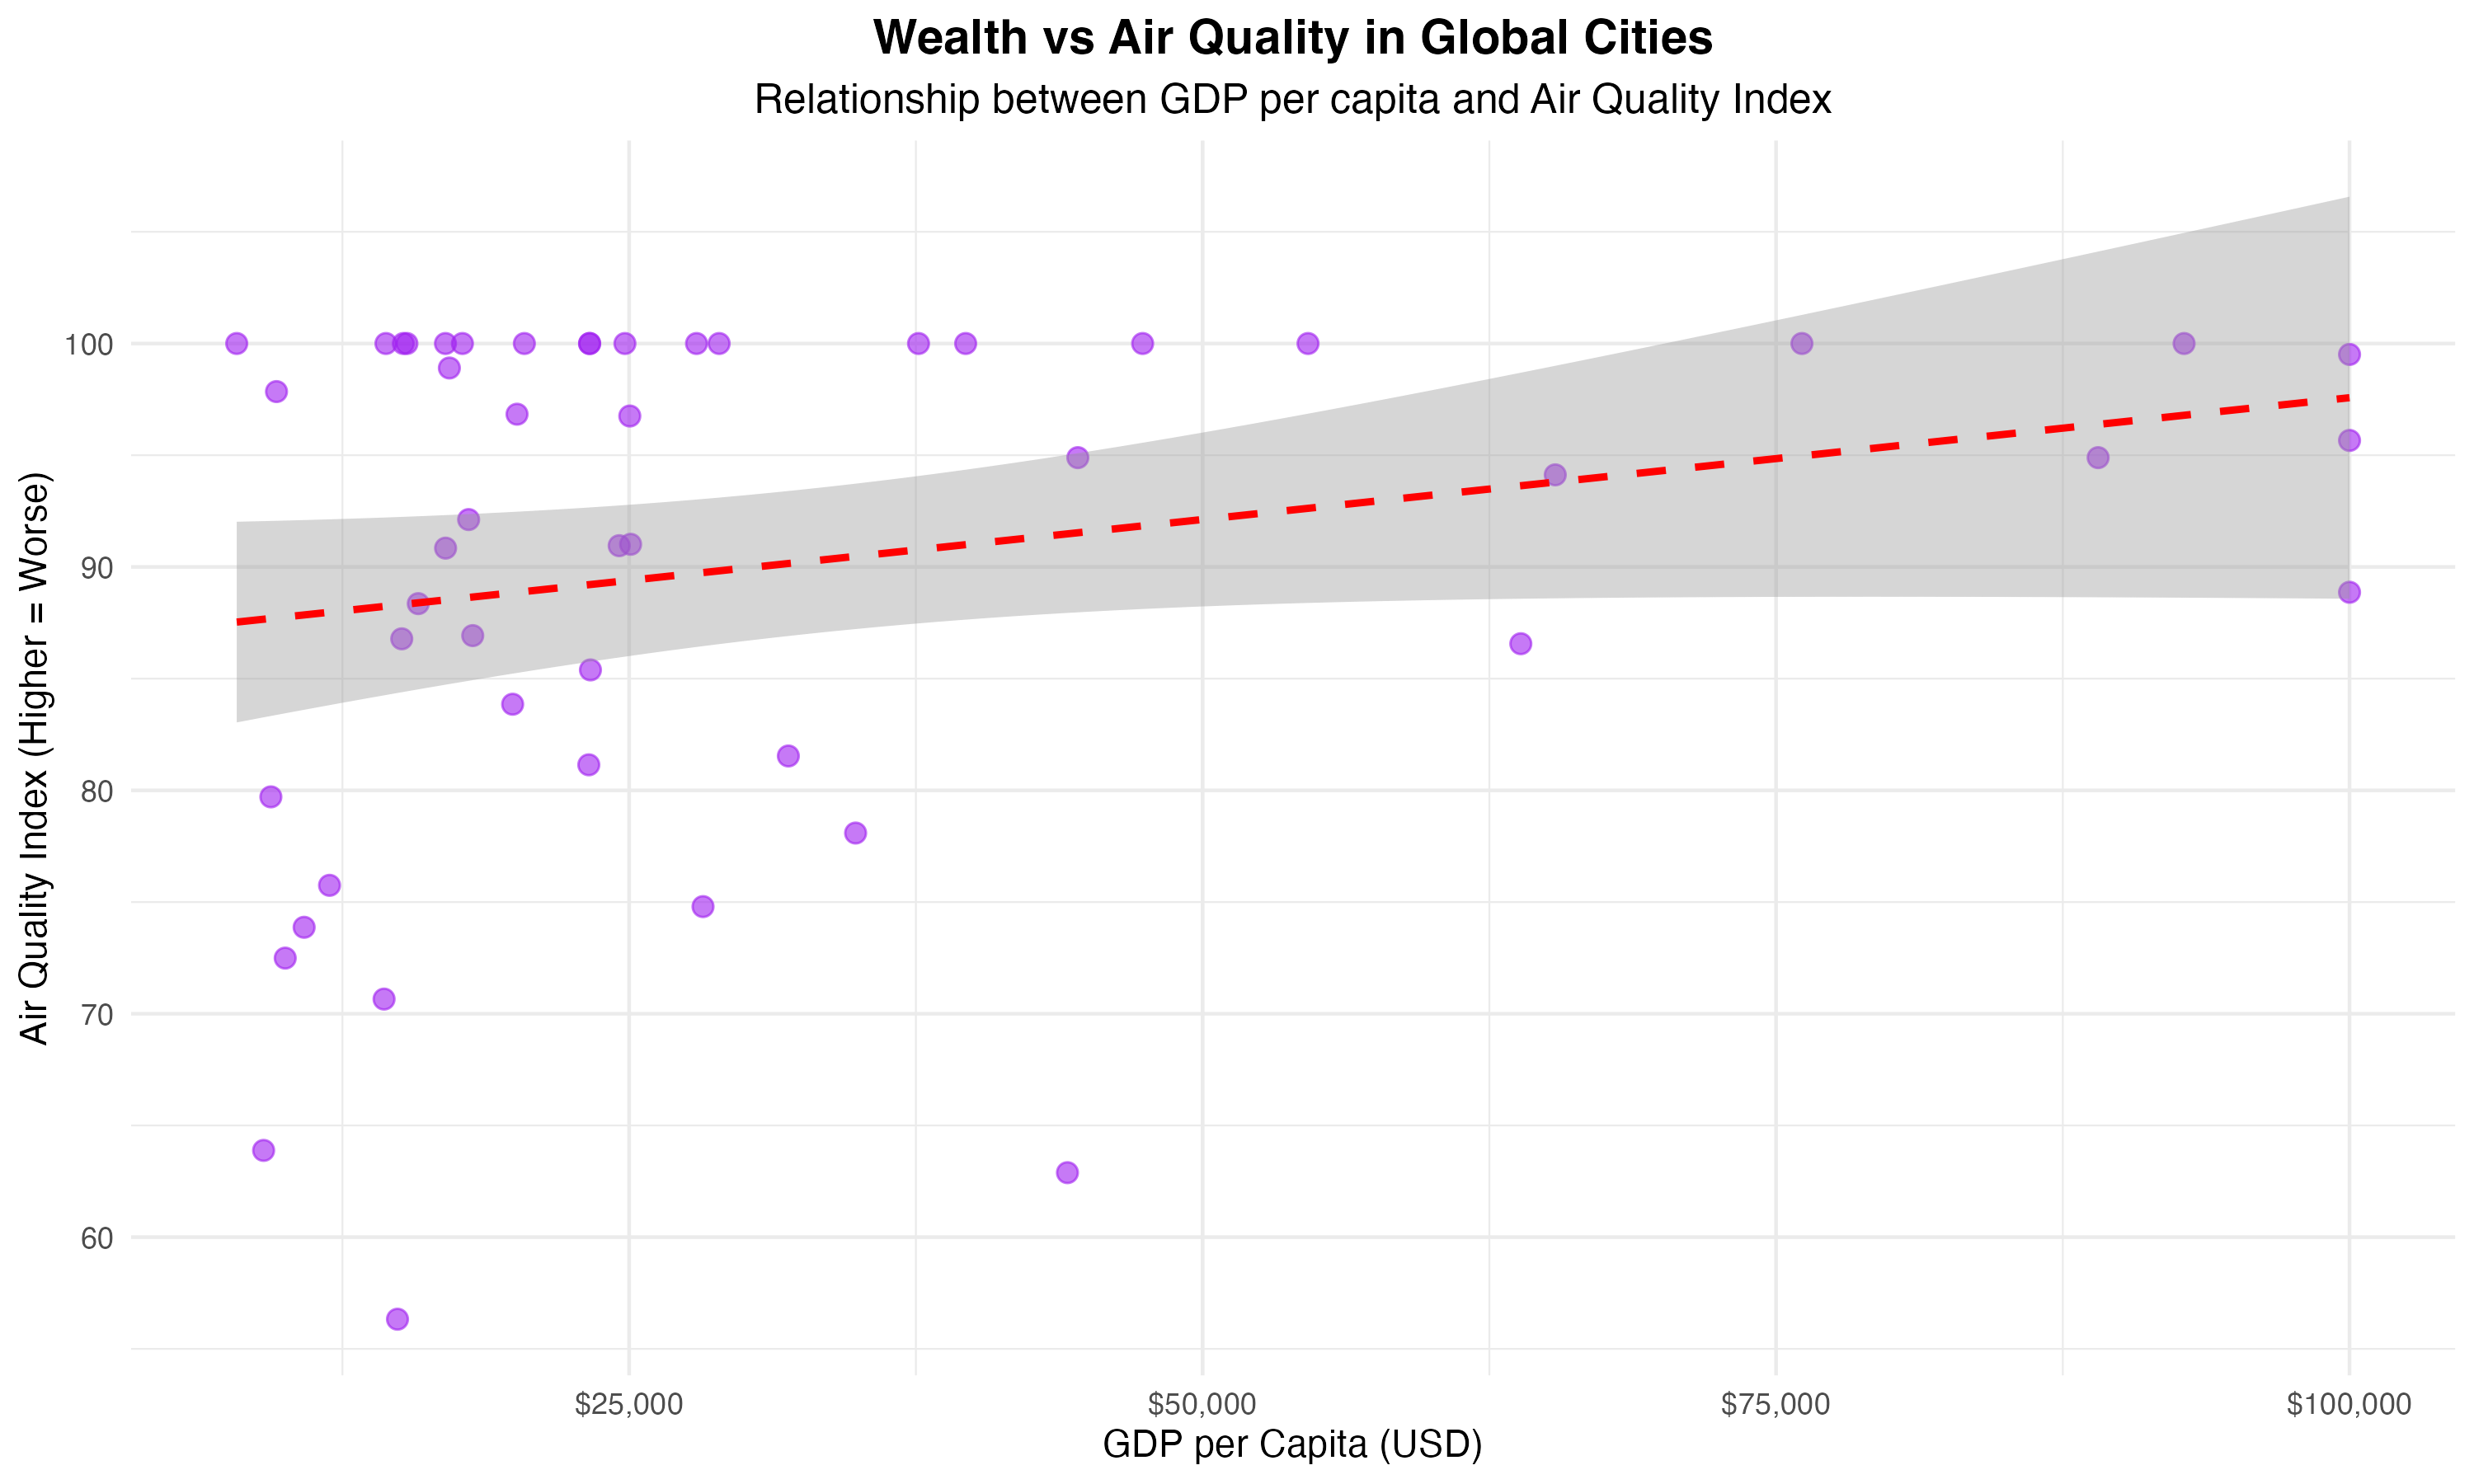 Wealth vs Air Quality in Global Cities
Relationship between GDP per capita and Air Quality Index
Air Quality Index (Higher = Worse)
100
90
80
70
60
$25,000
$50,000
$75,000
$100,000
GDP per Capita (USD)